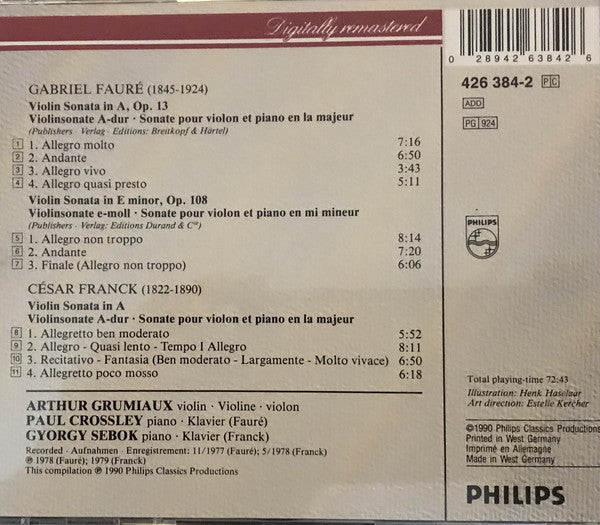 Digitally remastered
0 28942 63842 6
426 384-2 PC
ADD
PG 924
GABRIEL FAURÉ (1845-1924)
Violin Sonata in A, Op. 13
Violinsonate A-dur · Sonate pour violon et piano en la majeur
(Publishers · Verlag · Editions: Breitkopf & Härtel)
1 1. Allegro molto 7:16
2 2. Andante 6:50
3 3. Allegro vivo 3:43
4 4. Allegro quasi presto 5:11
Violin Sonata in E minor, Op. 108
Violinsonate e-moll · Sonate pour violon et piano en mi mineur
(Publishers · Verlag · Editions Durand & Cie)
5 1. Allegro non troppo 8:14
6 2. Andante 7:20
7 3. Finale (Allegro non troppo) 6:06
PHILIPS
CÉSAR FRANCK (1822-1890)
Violin Sonata in A
Violinsonate A-dur · Sonate pour violon et piano en la majeur
8 1. Allegretto ben moderato 5:52
9 2. Allegro - Quasi lento - Tempo I Allegro 8:11
10 3. Recitativo - Fantasia (Ben moderato - Largamente - Molto vivace) 6:50
11 4. Allegretto poco mosso 6:18
ARTHUR GRUMIAUX violin · Violine · violon
PAUL CROSSLEY piano · Klavier (Fauré)
GYORGY SEBOK piano · Klavier (Franck)
Recorded · Aufnahmen · Enregistrement: 11/1977 (Fauré); 5/1978 (Franck)
℗ 1978 (Fauré); 1979 (Franck)
This compilation ℗ 1990 Philips Classics Productions
Total playing-time 72:43
Illustration: Henk Haselaar
Art direction: Estelle Kercher
©1990 Philips Classics Productions
Printed in West Germany
Imprimé en Allemagne
Made in West Germany
PHILIPS